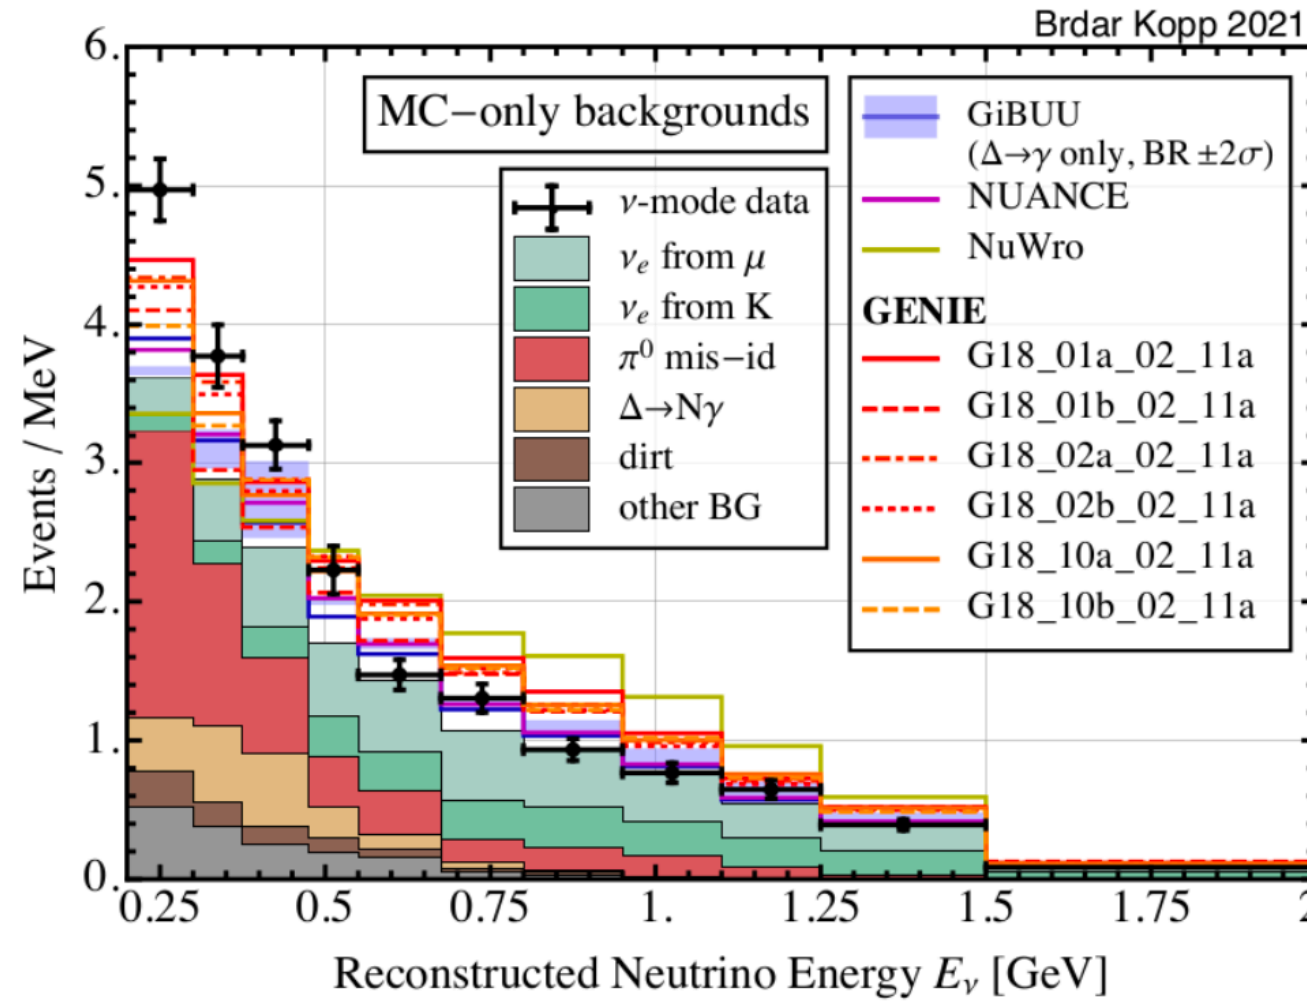 Brdar Kopp 2021
6.
5.
4.
3.
2.
1.
0.
Events / MeV
MC−only backgrounds
ν-mode data
νe from μ
νe from K
π⁰ mis−id
Δ→Nγ
dirt
other BG
GiBUU
(Δ→γ only, BR ±2σ)
NUANCE
NuWro
GENIE
G18_01a_02_11a
G18_01b_02_11a
G18_02a_02_11a
G18_02b_02_11a
G18_10a_02_11a
G18_10b_02_11a
0.25 0.5 0.75 1. 1.25 1.5 1.75
Reconstructed Neutrino Energy Eν [GeV]